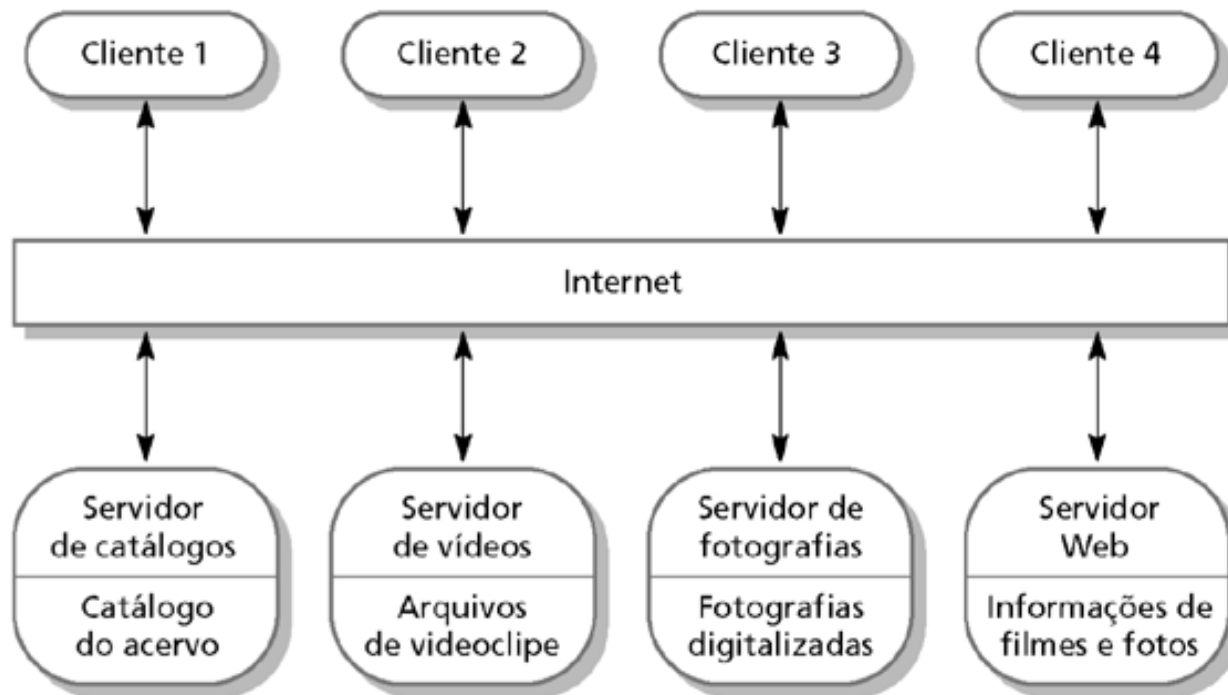 Cliente 1
Cliente 2
Cliente 3
Cliente 4
Internet
Servidor
de catálogos
Catálogo
do acervo
Servidor
de vídeos
Arquivos
de videoclipe
Servidor de
fotografias
Fotografias
digitalizadas
Servidor
Web
Informações de
filmes e fotos